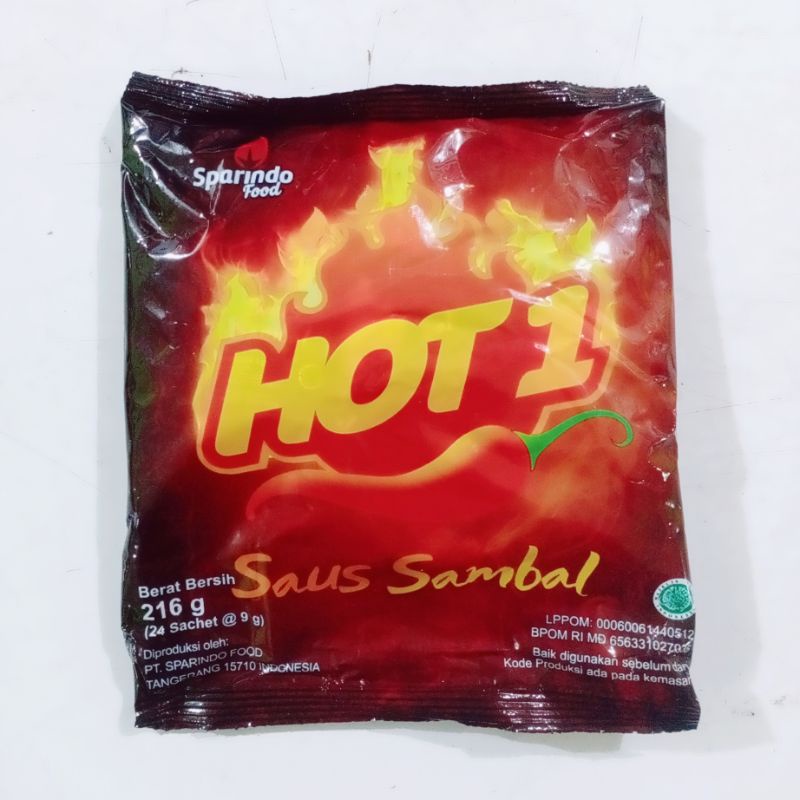 Sparindo
Food
HOT 1
Saus Sambal
Berat Bersih
216 g
(24 Sachet @ 9 g)
Diproduksi oleh:
PT. SPARINDO FOOD
TANGERANG 15710 INDONESIA
LPPOM: 00060061440512
BPOM RI MD
Baik digunakan sebelum
Kode Produksi ada pada kemasan